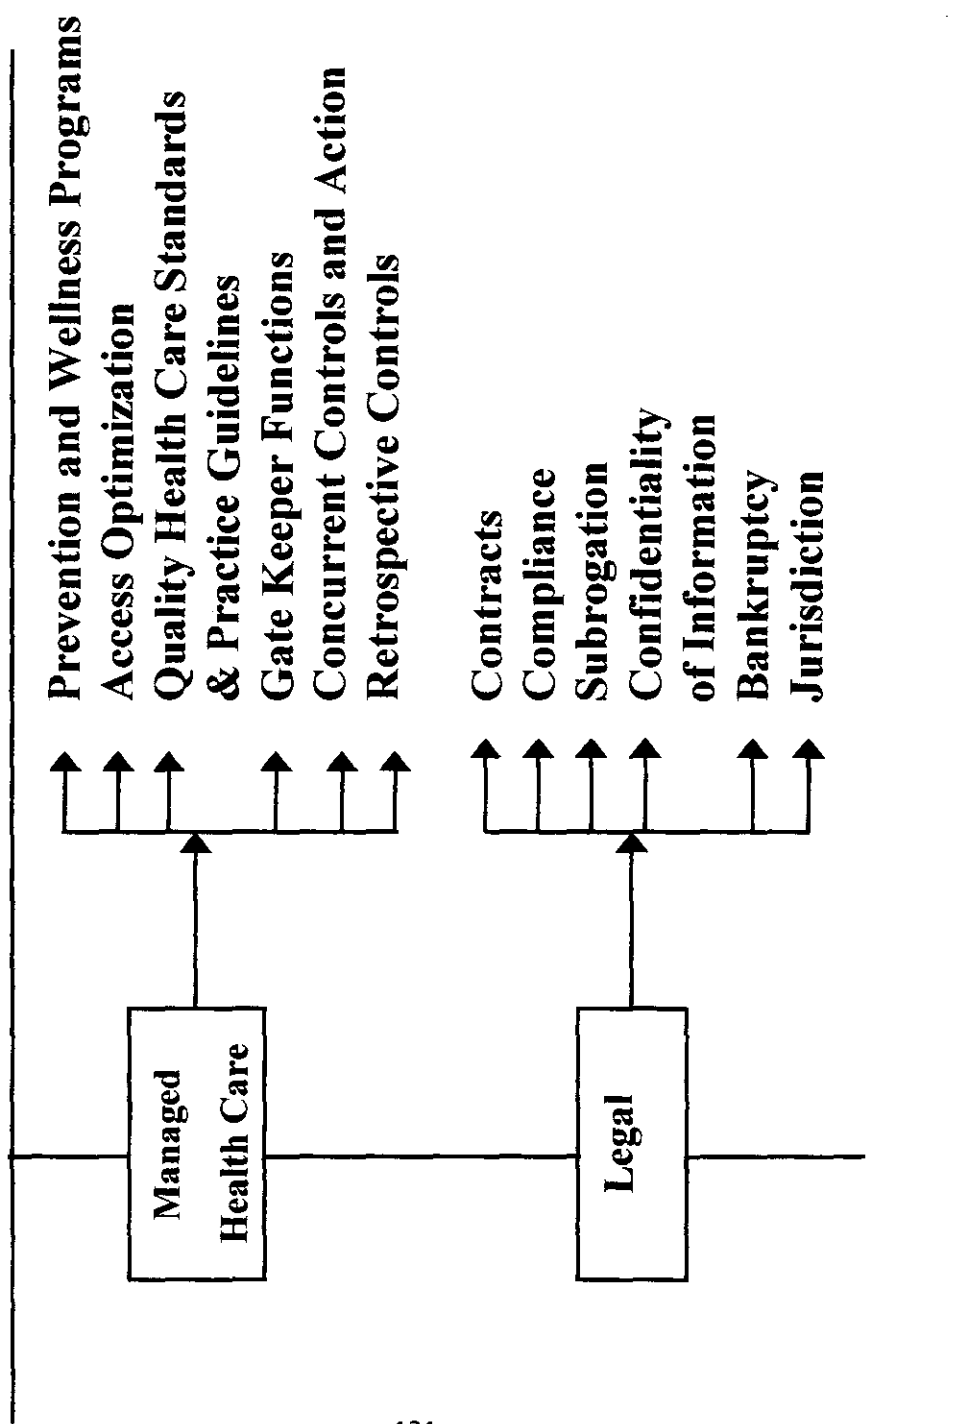 Managed
Health Care
Prevention and Wellness Programs
Access Optimization
Quality Health Care Standards
& Practice Guidelines
Gate Keeper Functions
Concurrent Controls and Action
Retrospective Controls
Legal
Contracts
Compliance
Subrogation
Confidentiality
of Information
Bankruptcy
Jurisdiction